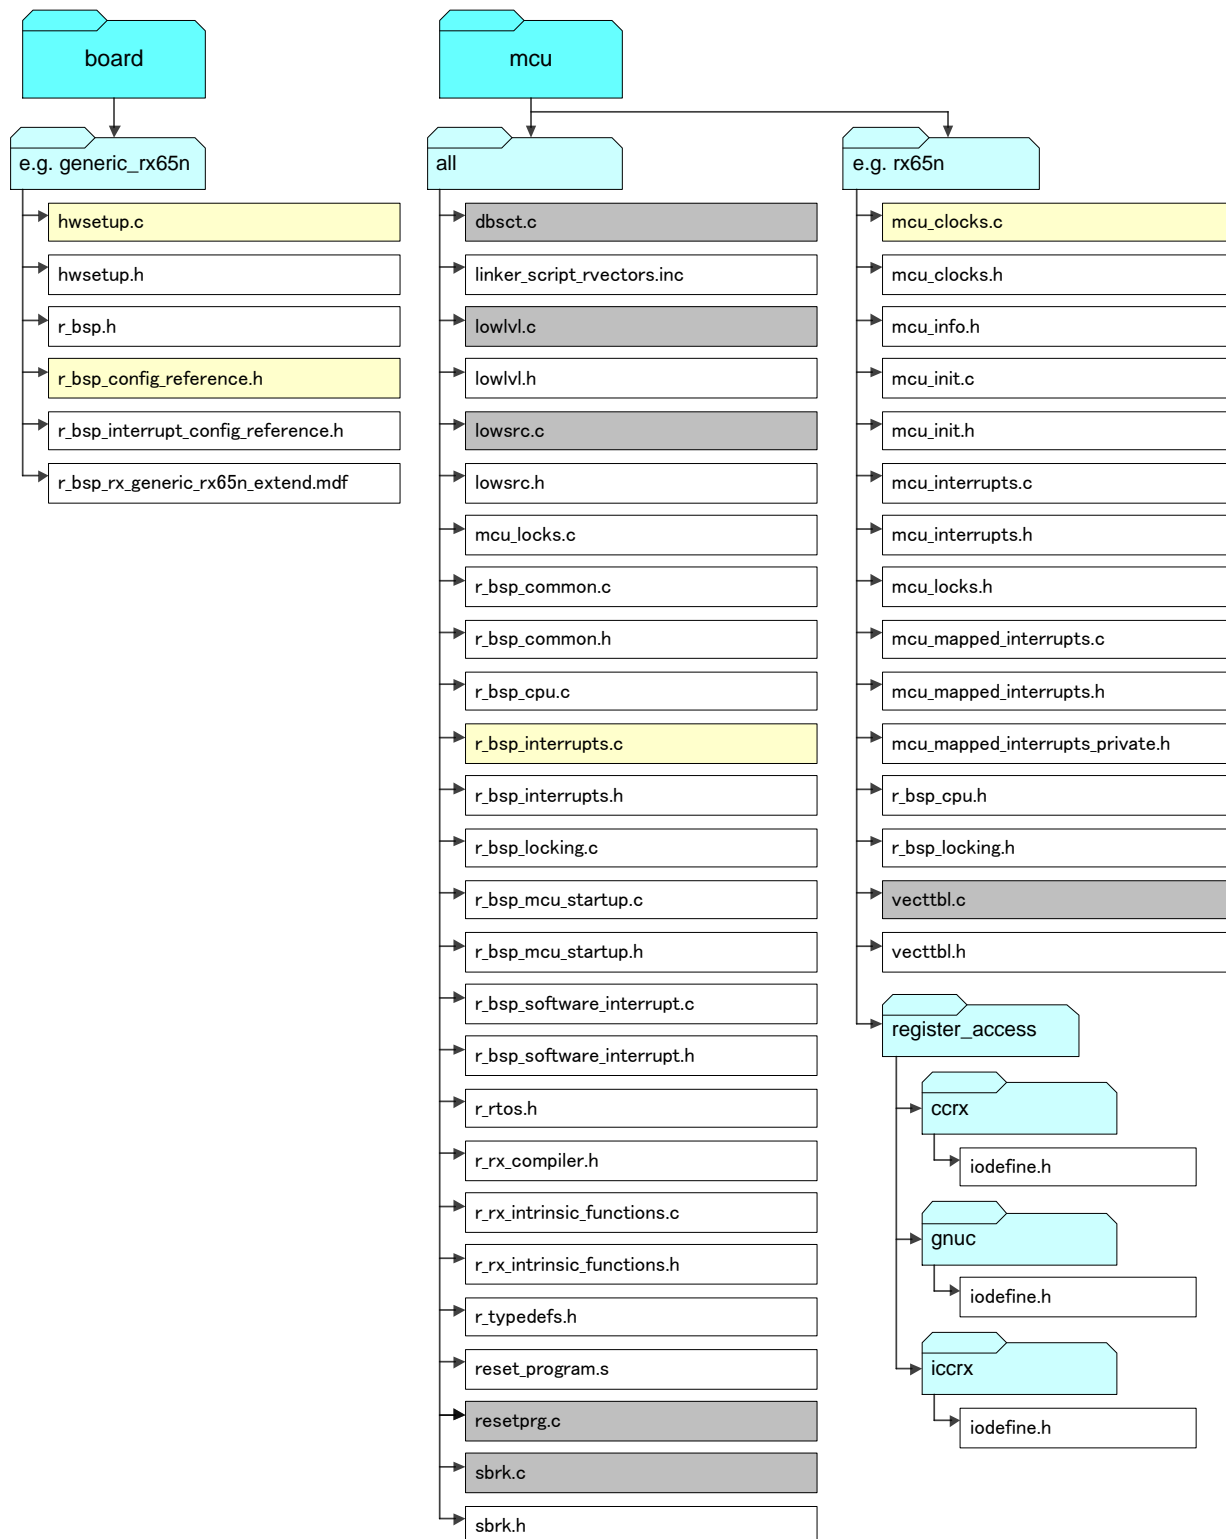 board
e.g. generic_rx65n
hwsetup.c
hwsetup.h
r_bsp.h
r_bsp_config_reference.h
r_bsp_interrupt_config_reference.h
r_bsp_rx_generic_rx65n_extend.mdf
mcu
all
dbsct.c
linker_script_rvectors.inc
lowlvl.c
lowlvl.h
lowsrc.c
lowsrc.h
mcu_locks.c
r_bsp_common.c
r_bsp_common.h
r_bsp_cpu.c
r_bsp_interrupts.c
r_bsp_interrupts.h
r_bsp_locking.c
r_bsp_mcu_startup.c
r_bsp_mcu_startup.h
r_bsp_software_interrupt.c
r_bsp_software_interrupt.h
r_rtos.h
r_rx_compiler.h
r_rx_intrinsic_functions.c
r_rx_intrinsic_functions.h
r_typedefs.h
reset_program.s
resetprg.c
sbrk.c
sbrk.h
e.g. rx65n
mcu_clocks.c
mcu_clocks.h
mcu_info.h
mcu_init.c
mcu_init.h
mcu_interrupts.c
mcu_interrupts.h
mcu_locks.h
mcu_mapped_interrupts.c
mcu_mapped_interrupts.h
mcu_mapped_interrupts_private.h
r_bsp_cpu.h
r_bsp_locking.h
vecttbl.c
vecttbl.h
register_access
ccrx
iodefine.h
gnuc
iodefine.h
iccrx
iodefine.h